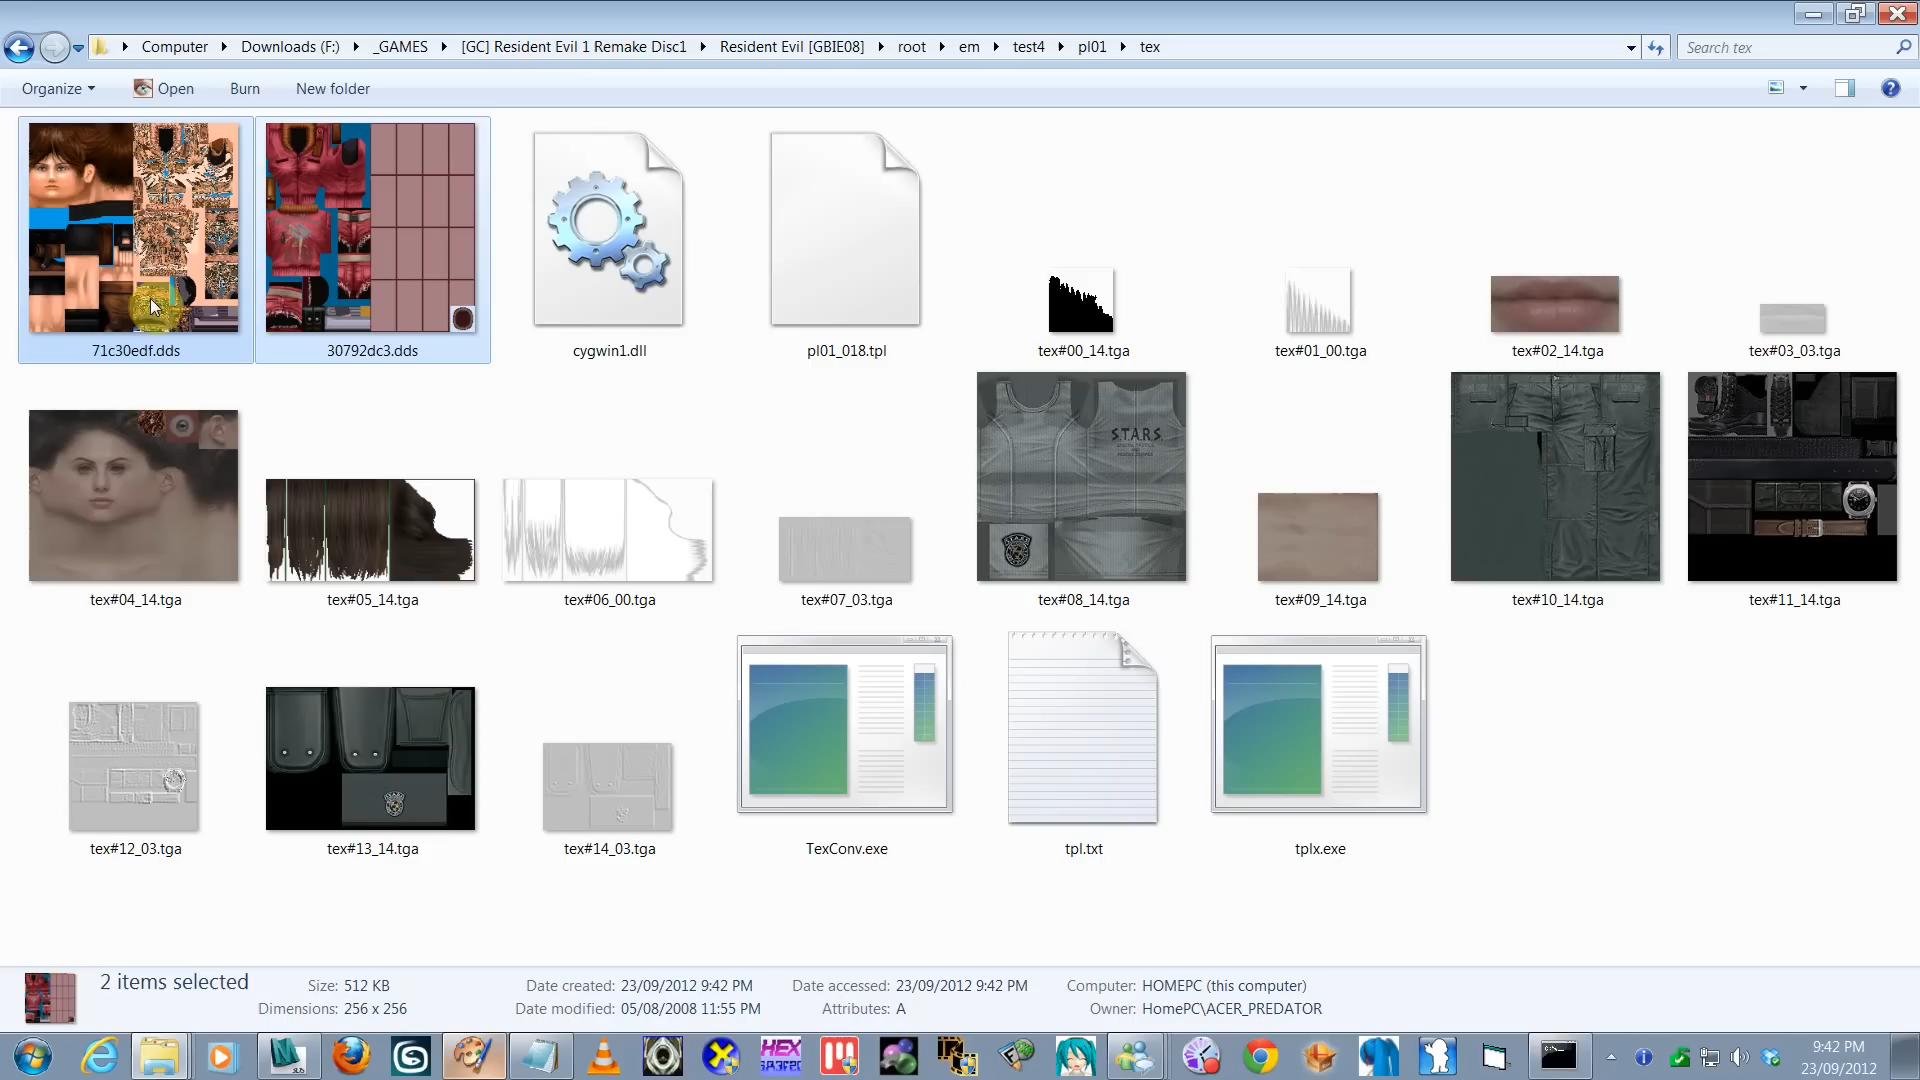 Computer Downloads (F:) _GAMES [GC] Resident Evil 1 Remake Disc1 Resident Evil [GBIE08] root em test4 pl01 tex
Search tex
Organize Open Burn New folder
71c30edf.dds 30792dc3.dds cygwin1.dll pl01_018.tpl tex#00_14.tga tex#01_00.tga tex#02_14.tga tex#03_03.tga
S.T.A.R.S.
tex#04_14.tga tex#05_14.tga tex#06_00.tga tex#07_03.tga tex#08_14.tga tex#09_14.tga tex#10_14.tga tex#11_14.tga
tex#12_03.tga tex#13_14.tga tex#14_03.tga TexConv.exe tpl.txt tplx.exe
2 items selected Size: 512 KB Date created: 23/09/2012 9:42 PM Date accessed: 23/09/2012 9:42 PM Computer: HOMEPC (this computer)
Dimensions: 256 x 256 Date modified: 05/08/2008 11:55 PM Attributes: A Owner: HomePC\ACER_PREDATOR
HEX
9:42 PM
23/09/2012